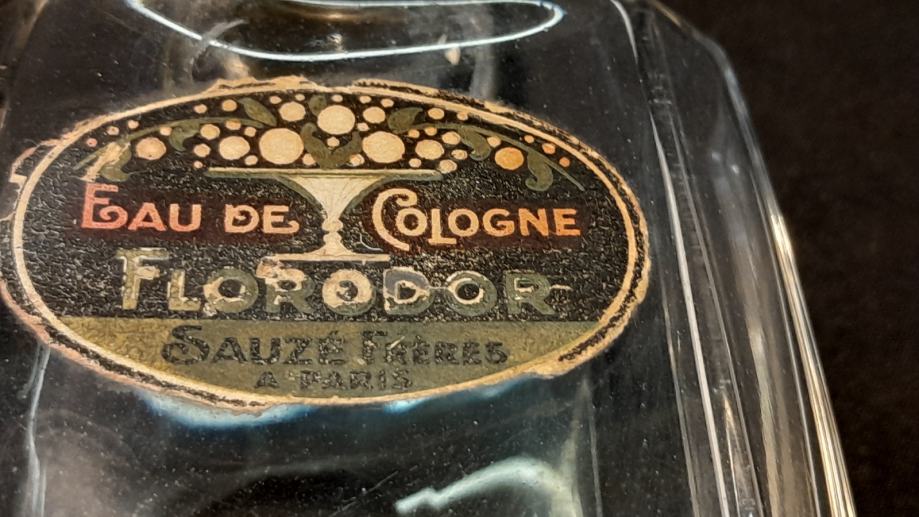 EAU DE COLOGNE
FLORODOR
SAUZÉ FRÈRES
A PARIS